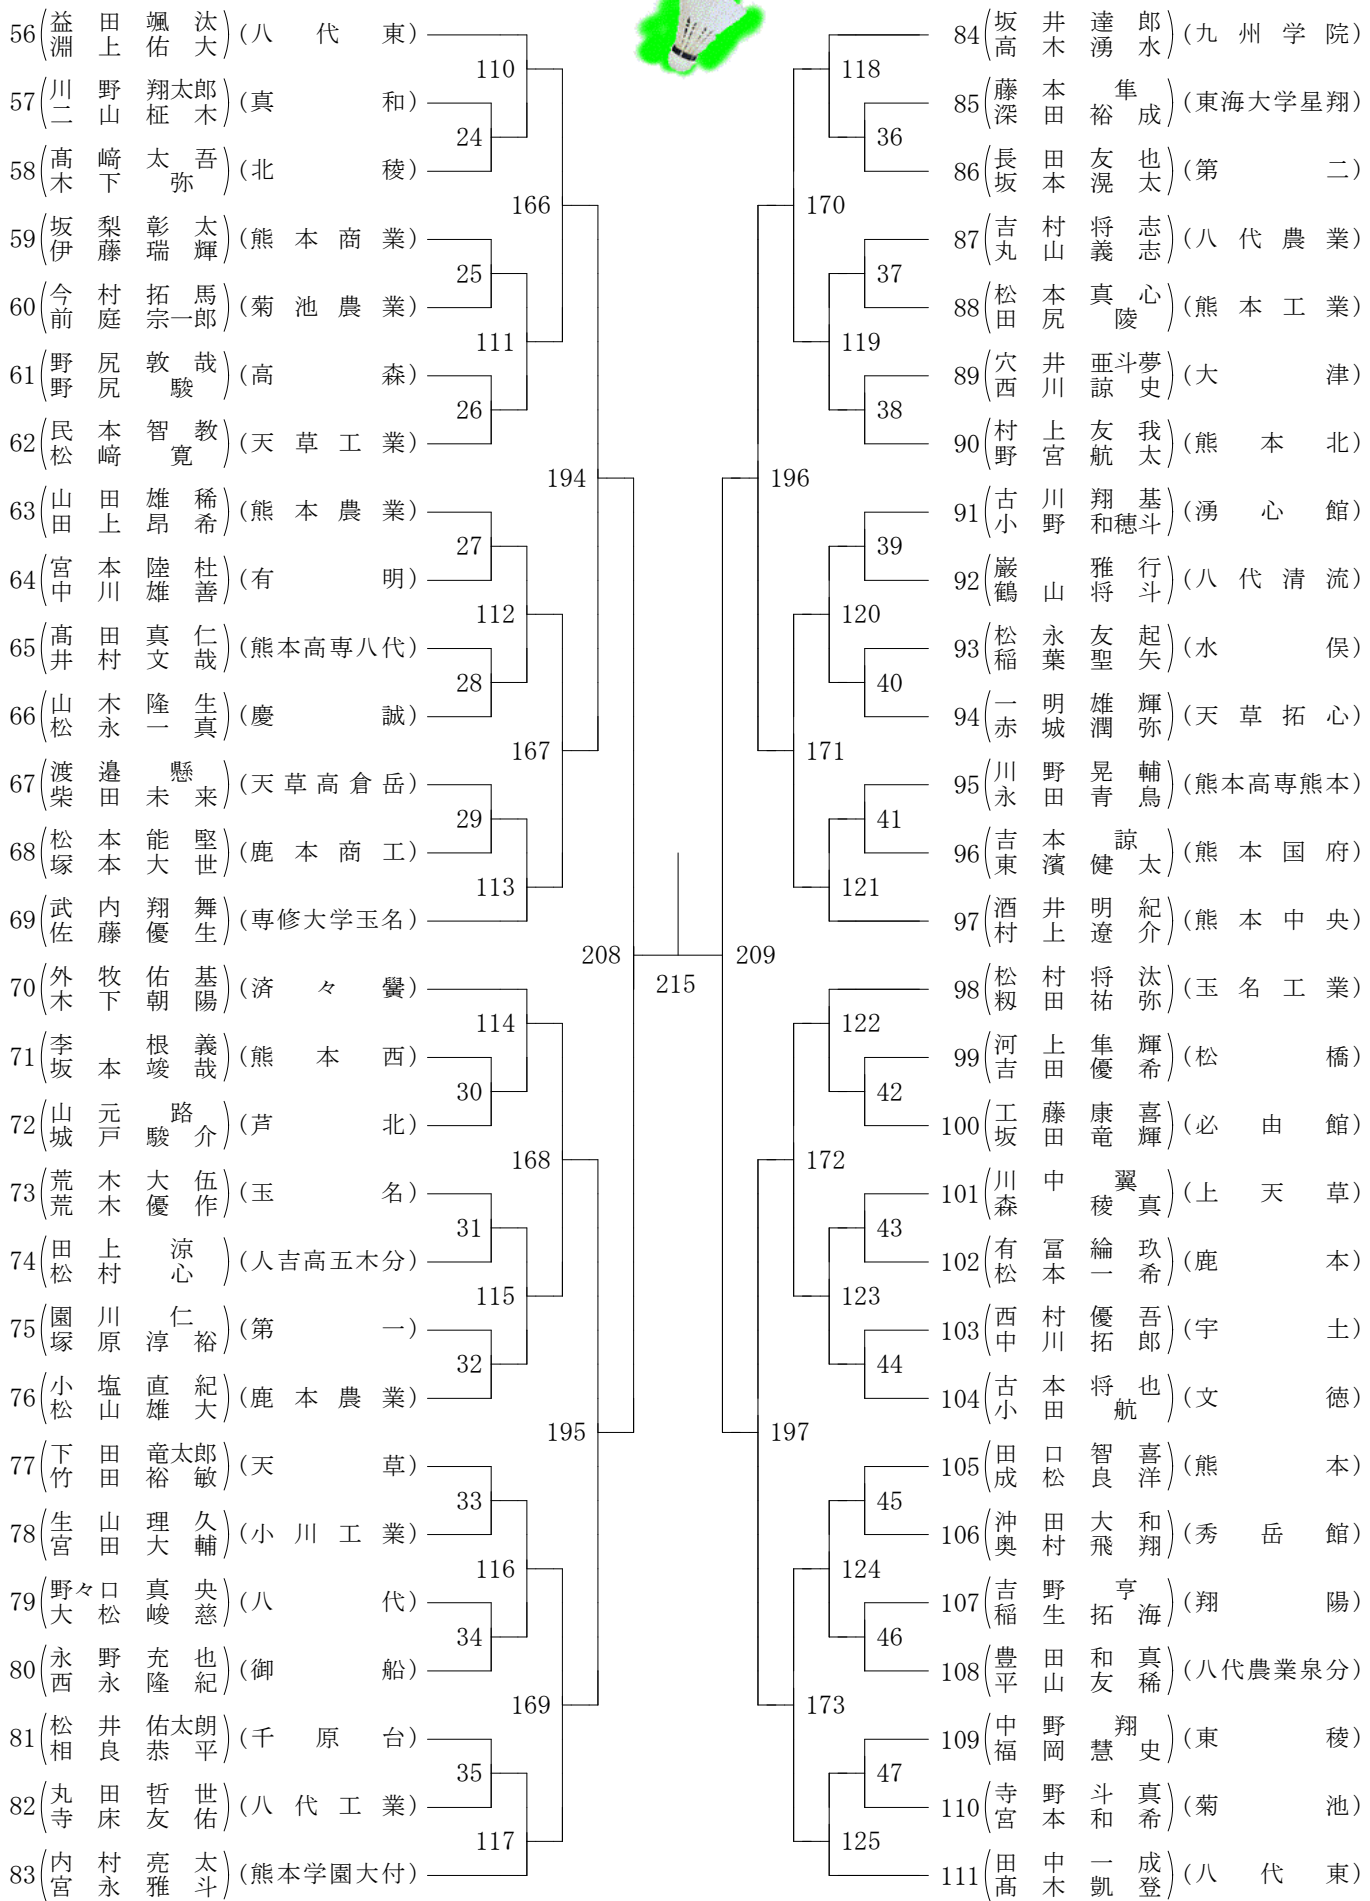 56 益田颯汰 淵上佑大 (八代東)
57 川野翔太郎 二山柾木 (真和)
58 髙﨑太吾 木下弥 (北稜)
59 坂梨彰太 伊藤瑞輝 (熊本商業)
60 今村拓馬 前庭宗一郎 (菊池農業)
61 野尻敦哉 野尻駿 (高森)
62 民本智教 松﨑寛 (天草工業)
63 山田雄稀 田上昂希 (熊本農業)
64 宮本陸杜 中川雄善 (有明)
65 髙田真仁 井村文哉 (熊本高専八代)
66 山木隆生 松永一真 (慶誠)
67 渡邉懸 柴田未来 (天草高倉岳)
68 松本能堅 塚本大世 (鹿本商工)
69 武内翔舞 佐藤優生 (専修大学玉名)
70 外牧佑基 木下朝陽 (済々黌)
71 李根義 坂本竣哉 (熊本西)
72 山元路 城戸駿介 (芦北)
73 荒木大伍 荒木優作 (玉名)
74 田上涼 松村心 (人吉高五木分)
75 園川仁 塚原淳裕 (第一)
76 小塩直紀 松山雄大 (鹿本農業)
77 下田竜太郎 竹田裕敏 (天草)
78 生山理久 宮田大輔 (小川工業)
79 野々口真央 大松峻慈 (八代)
80 永野充也 西永隆紀 (御船)
81 松井佑太朗 相良恭平 (千原台)
82 丸田哲世 寺床友佑 (八代工業)
83 内村亮太 宮永雅斗 (熊本学園大付)
110
24
166
25
111
26
194
27
112
28
167
29
113
208
114
30
168
31
115
32
195
33
116
34
169
35
117
215
118
36
170
37
119
38
196
39
120
40
171
41
121
209
122
42
172
43
123
44
197
45
124
46
173
47
125
84 坂井達郎 高木湧水 (九州学院)
85 藤本隼 深田裕成 (東海大学星翔)
86 長田友也 坂本滉太 (第二)
87 吉村将志 丸山義志 (八代農業)
88 松本真心 田尻陵 (熊本工業)
89 穴井亜斗夢 西川諒史 (大津)
90 村上友我 野宮航太 (熊本北)
91 古川翔基 小野和穂斗 (湧心館)
92 巌雅行 鶴山将斗 (八代清流)
93 松永友起 稲葉聖矢 (水俣)
94 一明雄輝 赤城潤弥 (天草拓心)
95 川野晃輔 永田青鳥 (熊本高専熊本)
96 吉本諒 東濱健太 (熊本国府)
97 酒井明紀 村上遼介 (熊本中央)
98 松村将汰 籾田祐弥 (玉名工業)
99 河上隼輝 吉田優希 (松橋)
100 工藤康喜 坂田竜輝 (必由館)
101 川中翼 森稜真 (上天草)
102 有冨綸玖 松本一希 (鹿本)
103 西村優吾 中川拓郎 (宇土)
104 古本将也 小田航 (文徳)
105 田口智喜 成松良洋 (熊本)
106 沖田大和 奥村飛翔 (秀岳館)
107 吉野亨 稲生拓海 (翔陽)
108 豊田和真 平山友稀 (八代農業泉分)
109 中野翔 福岡慧史 (東稜)
110 寺野斗真 宮本和希 (菊池)
111 田中一成 髙木凱登 (八代東)